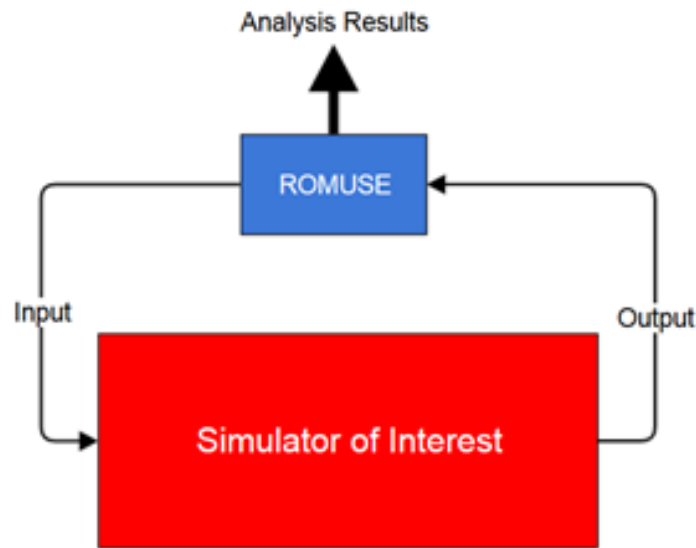 Analysis Results
ROMUSE
Input
Output
Simulator of Interest